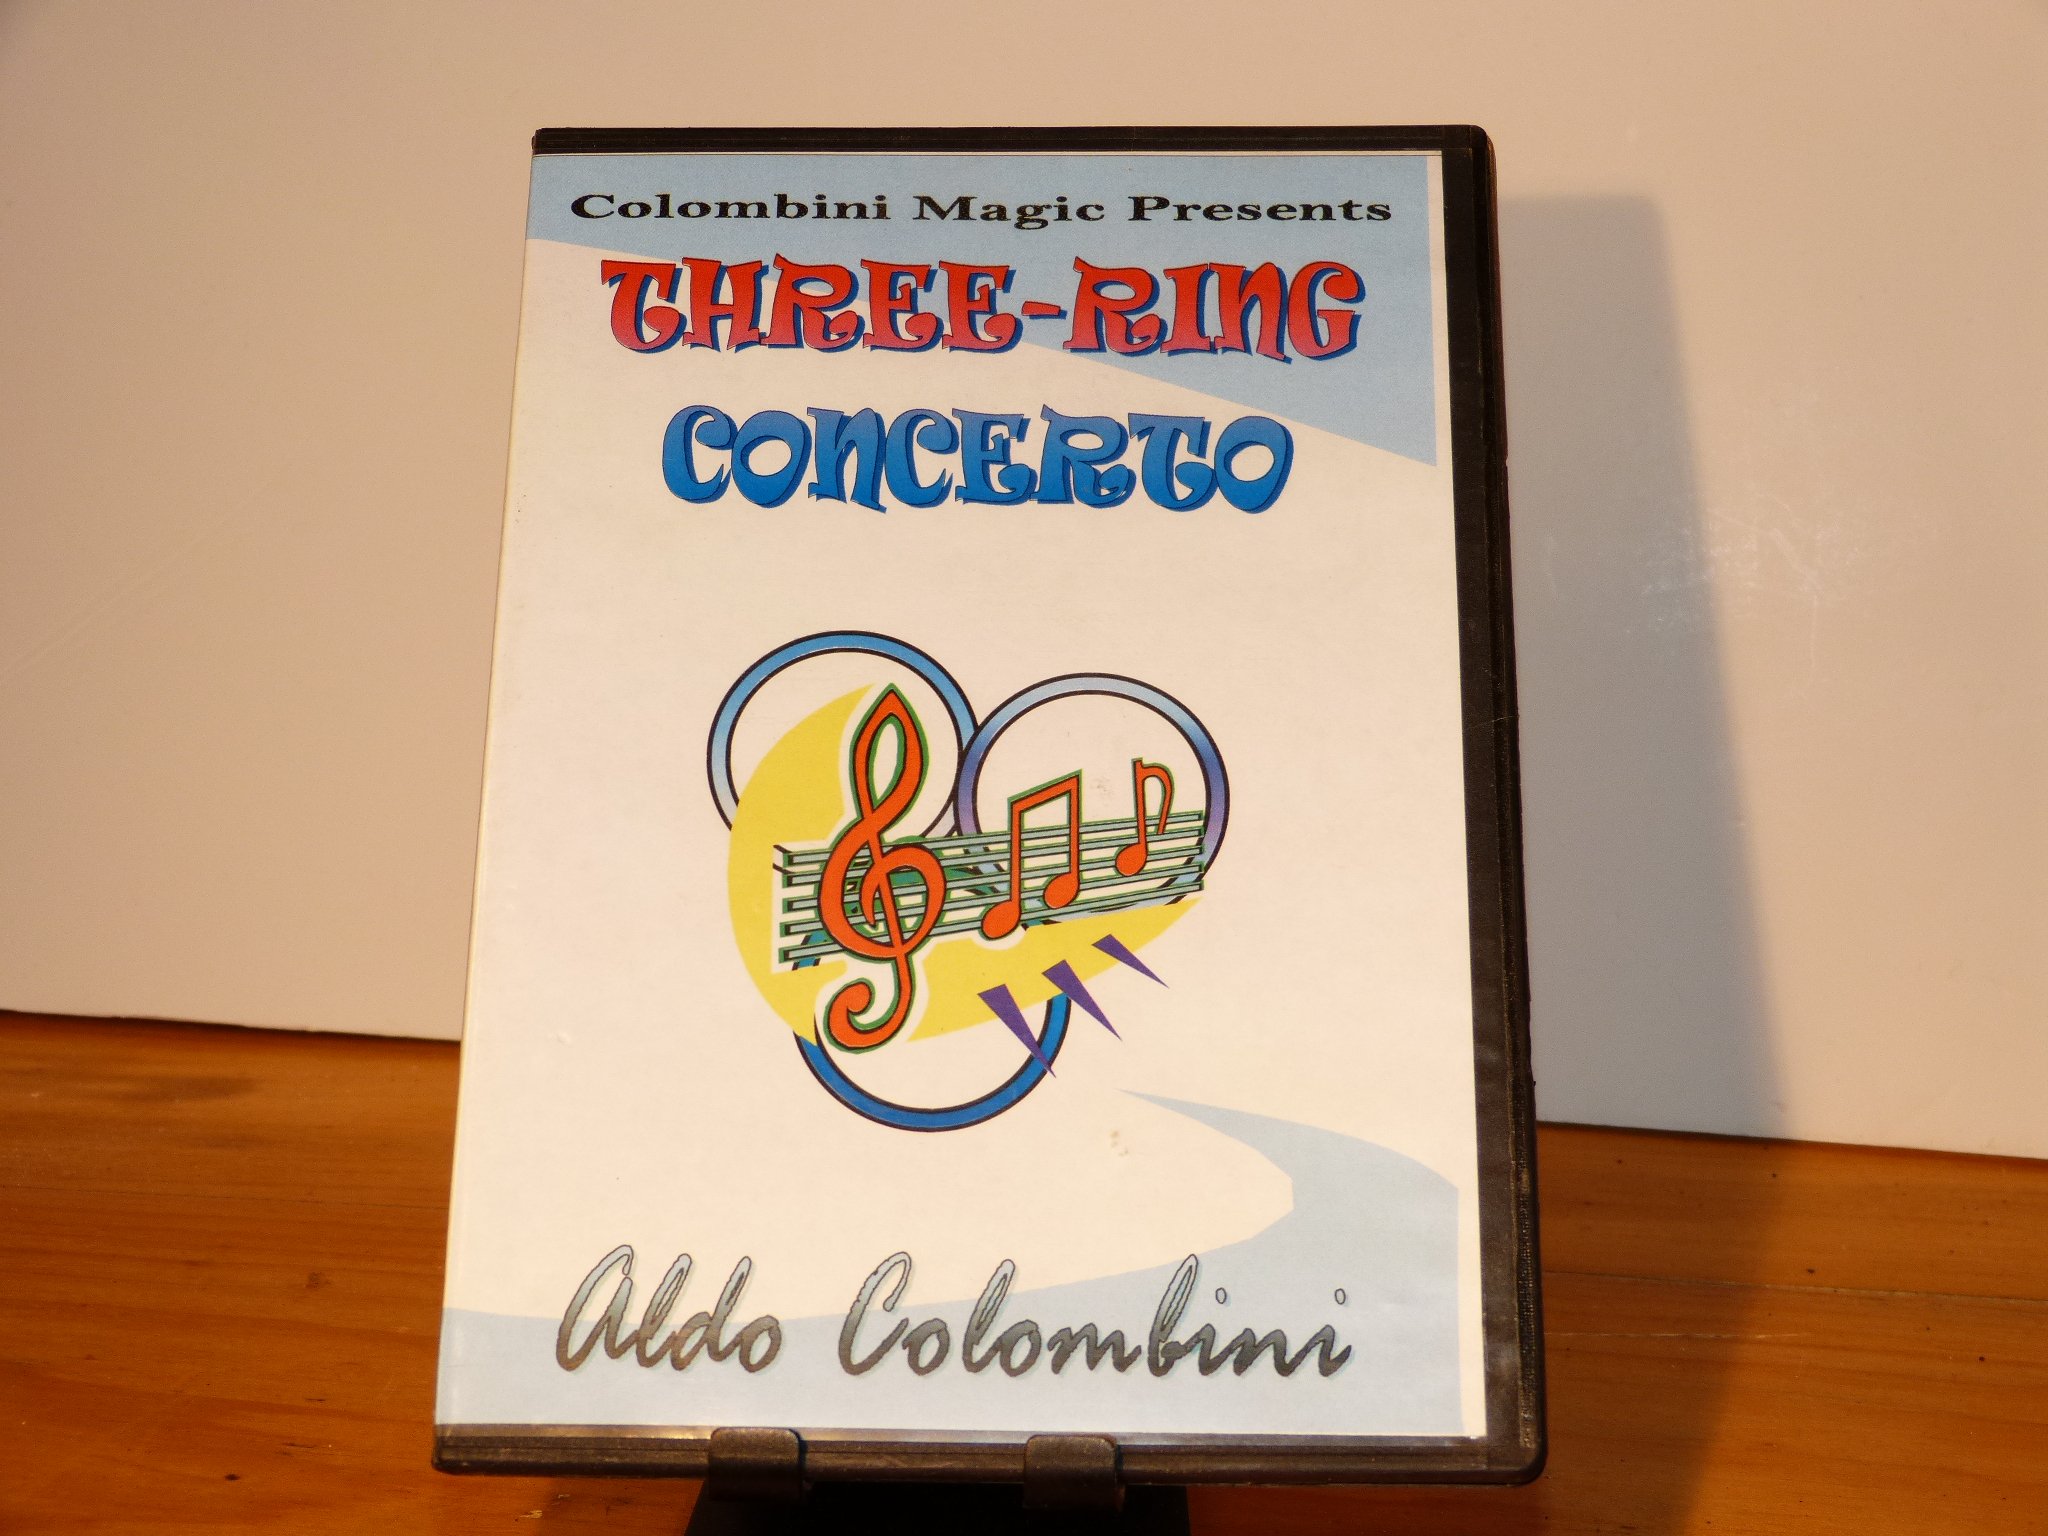 Colombini Magic Presents
THREE-RING
CONCERTO
Aldo Colombini